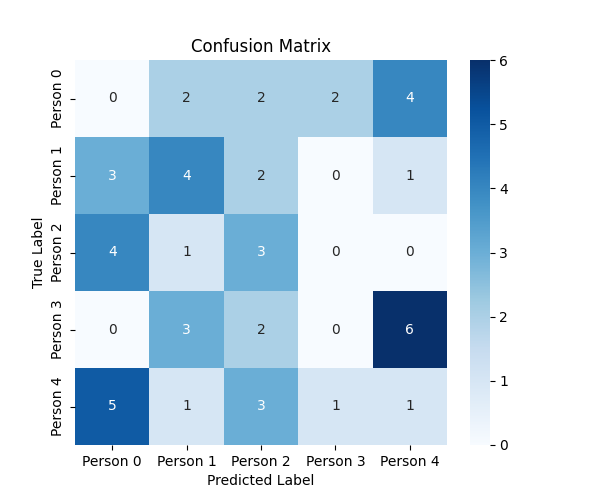 Confusion Matrix
True Label
Person 0 0 2 2 2 4
Person 1 3 4 2 0 1
Person 2 4 1 3 0 0
Person 3 0 3 2 0 6
Person 4 5 1 3 1 1
Person 0 Person 1 Person 2 Person 3 Person 4
Predicted Label
6
5
4
3
2
1
0